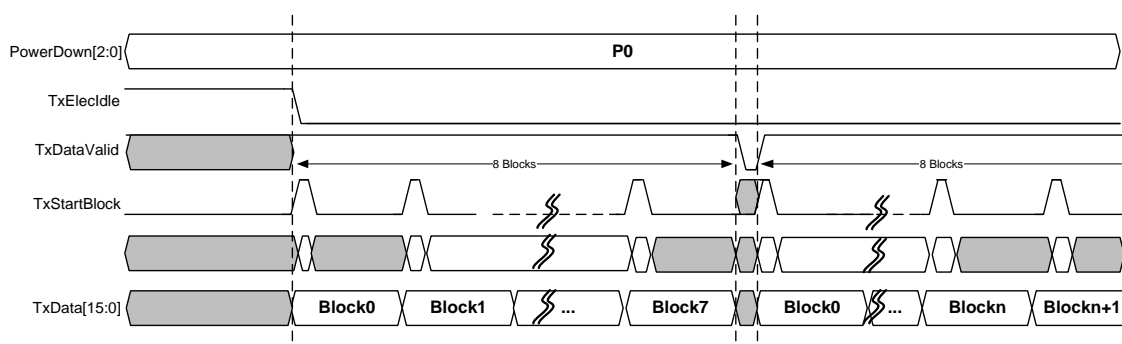 PowerDown[2:0]
P0
TxElecIdle
TxDataValid
8 Blocks
8 Blocks
TxStartBlock
TxData[15:0]
Block0
Block1
...
Block7
Block0
...
Blockn
Blockn+1